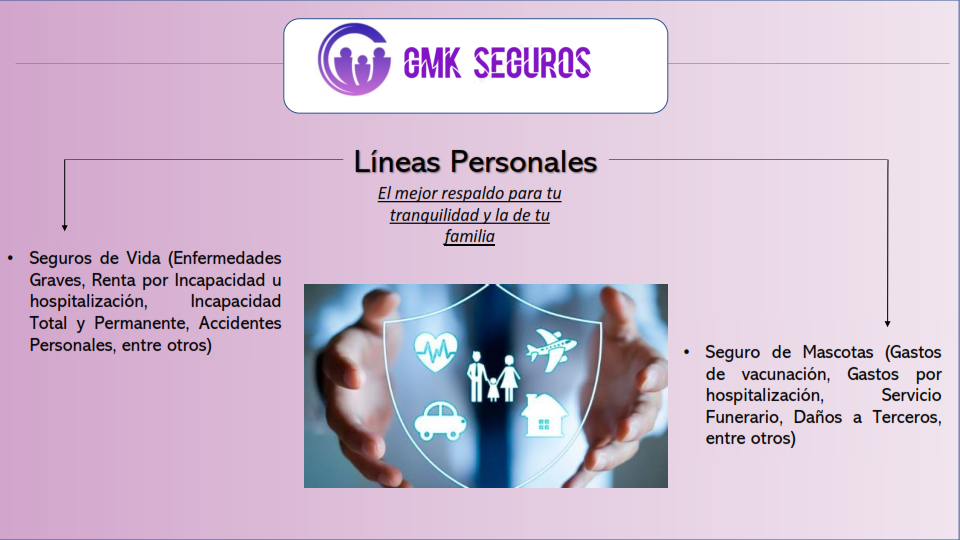 GMK SEGUROS
Líneas Personales
El mejor respaldo para tu
tranquilidad y la de tu
familia
• Seguros de Vida (Enfermedades
Graves, Renta por Incapacidad u
hospitalización, Incapacidad
Total y Permanente, Accidentes
Personales, entre otros)
• Seguro de Mascotas (Gastos
de vacunación, Gastos por
hospitalización, Servicio
Funerario, Daños a Terceros,
entre otros)